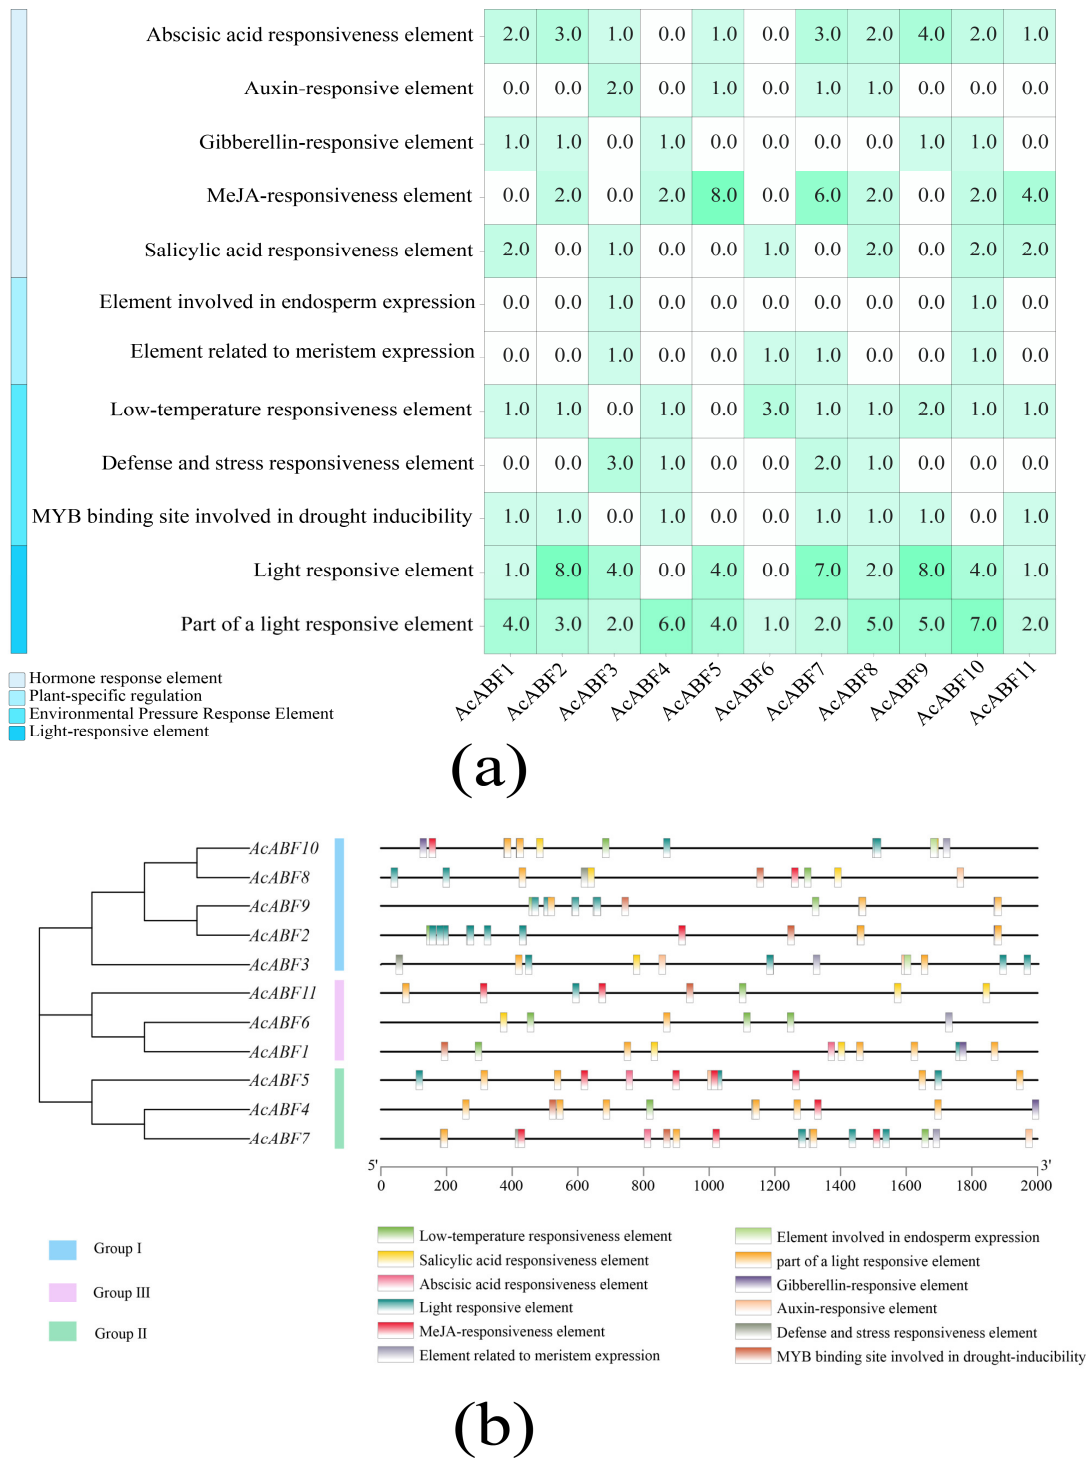 Abscisic acid responsiveness element 2.0 3.0 1.0 0.0 1.0 0.0 3.0 2.0 4.0 2.0 1.0
Auxin-responsive element 0.0 0.0 2.0 0.0 1.0 0.0 1.0 1.0 0.0 0.0 0.0
Gibberellin-responsive element 1.0 1.0 0.0 1.0 0.0 0.0 0.0 0.0 1.0 1.0 0.0
MeJA-responsiveness element 0.0 2.0 0.0 2.0 8.0 0.0 6.0 2.0 0.0 2.0 4.0
Salicylic acid responsiveness element 2.0 0.0 1.0 0.0 0.0 1.0 0.0 2.0 0.0 2.0 2.0
Element involved in endosperm expression 0.0 0.0 1.0 0.0 0.0 0.0 0.0 0.0 0.0 1.0 0.0
Element related to meristem expression 0.0 0.0 1.0 0.0 0.0 1.0 1.0 0.0 0.0 1.0 0.0
Low-temperature responsiveness element 1.0 1.0 0.0 1.0 0.0 3.0 1.0 1.0 2.0 1.0 1.0
Defense and stress responsiveness element 0.0 0.0 3.0 1.0 0.0 0.0 2.0 1.0 0.0 0.0 0.0
MYB binding site involved in drought inducibility 1.0 1.0 0.0 1.0 0.0 0.0 1.0 1.0 1.0 0.0 1.0
Light responsive element 1.0 8.0 4.0 0.0 4.0 0.0 7.0 2.0 8.0 4.0 1.0
Part of a light responsive element 4.0 3.0 2.0 6.0 4.0 1.0 2.0 5.0 5.0 7.0 2.0
AcABF1 AcABF2 AcABF3 AcABF4 AcABF5 AcABF6 AcABF7 AcABF8 AcABF9 AcABF10 AcABF11
Hormone response element
Plant-specific regulation
Environmental Pressure Response Element
Light-responsive element
(a)
AcABF10
AcABF8
AcABF9
AcABF2
AcABF3
AcABF11
AcABF6
AcABF1
AcABF5
AcABF4
AcABF7
5' 3'
0 200 400 600 800 1000 1200 1400 1600 1800 2000
Group I
Group III
Group II
Low-temperature responsiveness element
Salicylic acid responsiveness element
Abscisic acid responsiveness element
Light responsive element
MeJA-responsiveness element
Element related to meristem expression
Element involved in endosperm expression
part of a light responsive element
Gibberellin-responsive element
Auxin-responsive element
Defense and stress responsiveness element
MYB binding site involved in drought-inducibility
(b)